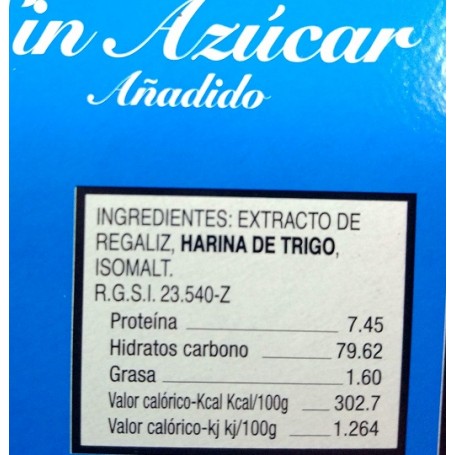 in Azúcar
Añadido
INGREDIENTES: EXTRACTO DE
REGALIZ, HARINA DE TRIGO,
ISOMALT.
R.G.S.I. 23.540-Z
Proteína 7.45
Hidratos carbono 79.62
Grasa 1.60
Valor calórico-Kcal Kcal/100g 302.7
Valor calórico-kj kj/100g 1.264